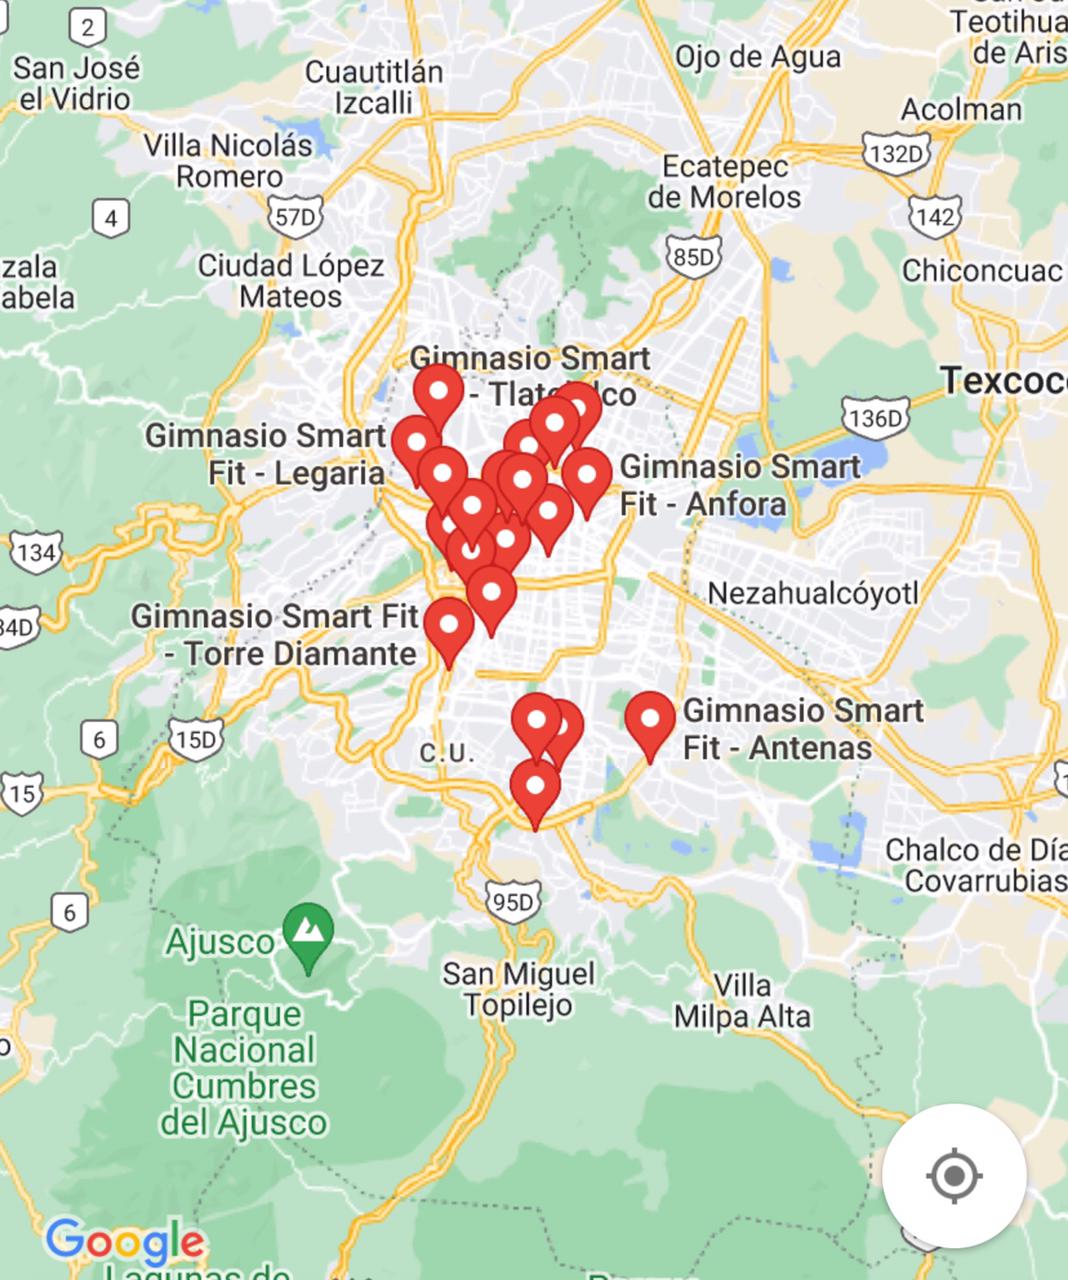 2
San José
el Vidrio
Cuautitlán
Izcalli
Ojo de Agua
de Aris
Acolman
Villa Nicolás
Romero
132D
Ecatepec
de Morelos
4
57D
142
85D
zala
abela
Ciudad López
Mateos
Chiconcuac
Gimnasio Smart
- Tlatelolco
Texcoco
136D
Gimnasio Smart
Fit - Legaria
Gimnasio Smart
Fit - Anfora
134
Nezahualcóyotl
34D
Gimnasio Smart Fit
- Torre Diamante
6
15D
C.U.
Gimnasio Smart
Fit - Antenas
15
Chalco de Día
Covarrubias
6
95D
Ajusco
San Miguel
Topilejo
Villa
Milpa Alta
Parque
Nacional
Cumbres
del Ajusco
Google
Lagunas de